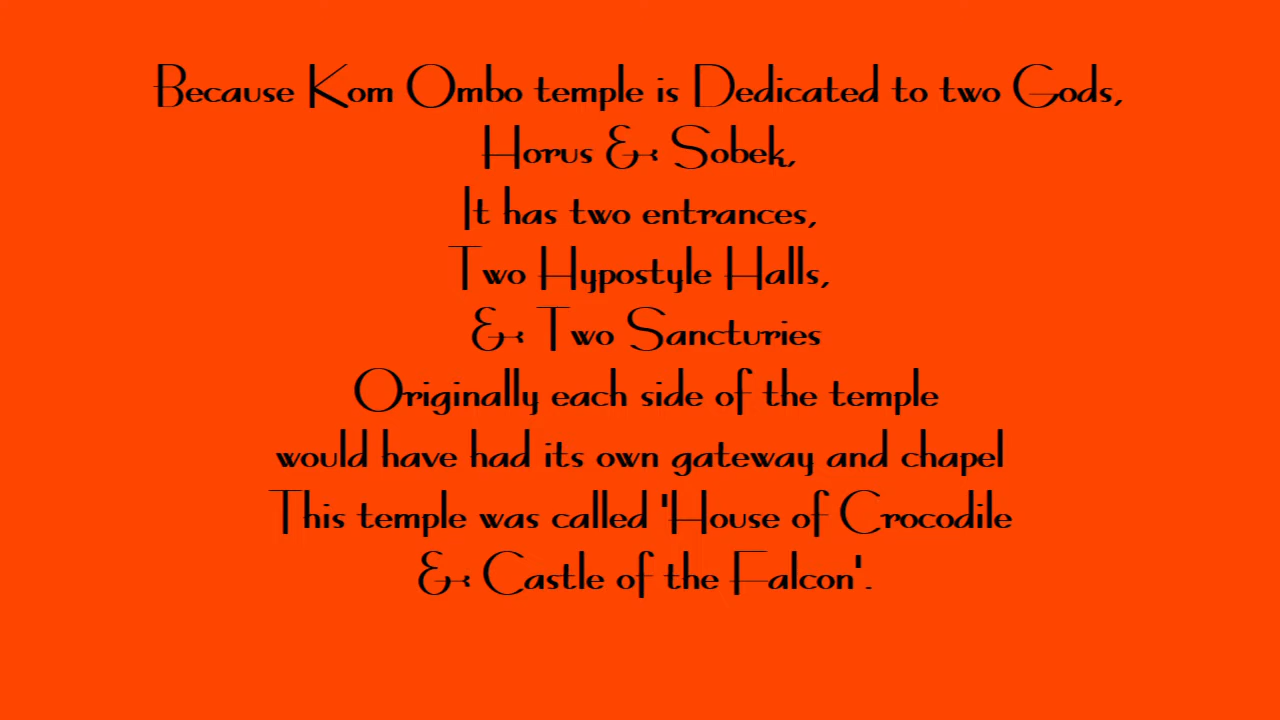 Because Kom Ombo temple is Dedicated to two Gods,
Horus & Sobek,
It has two entrances,
Two Hypostyle Halls,
& Two Sancturies
Originally each side of the temple
would have had its own gateway and chapel
This temple was called 'House of Crocodile
& Castle of the Falcon'.